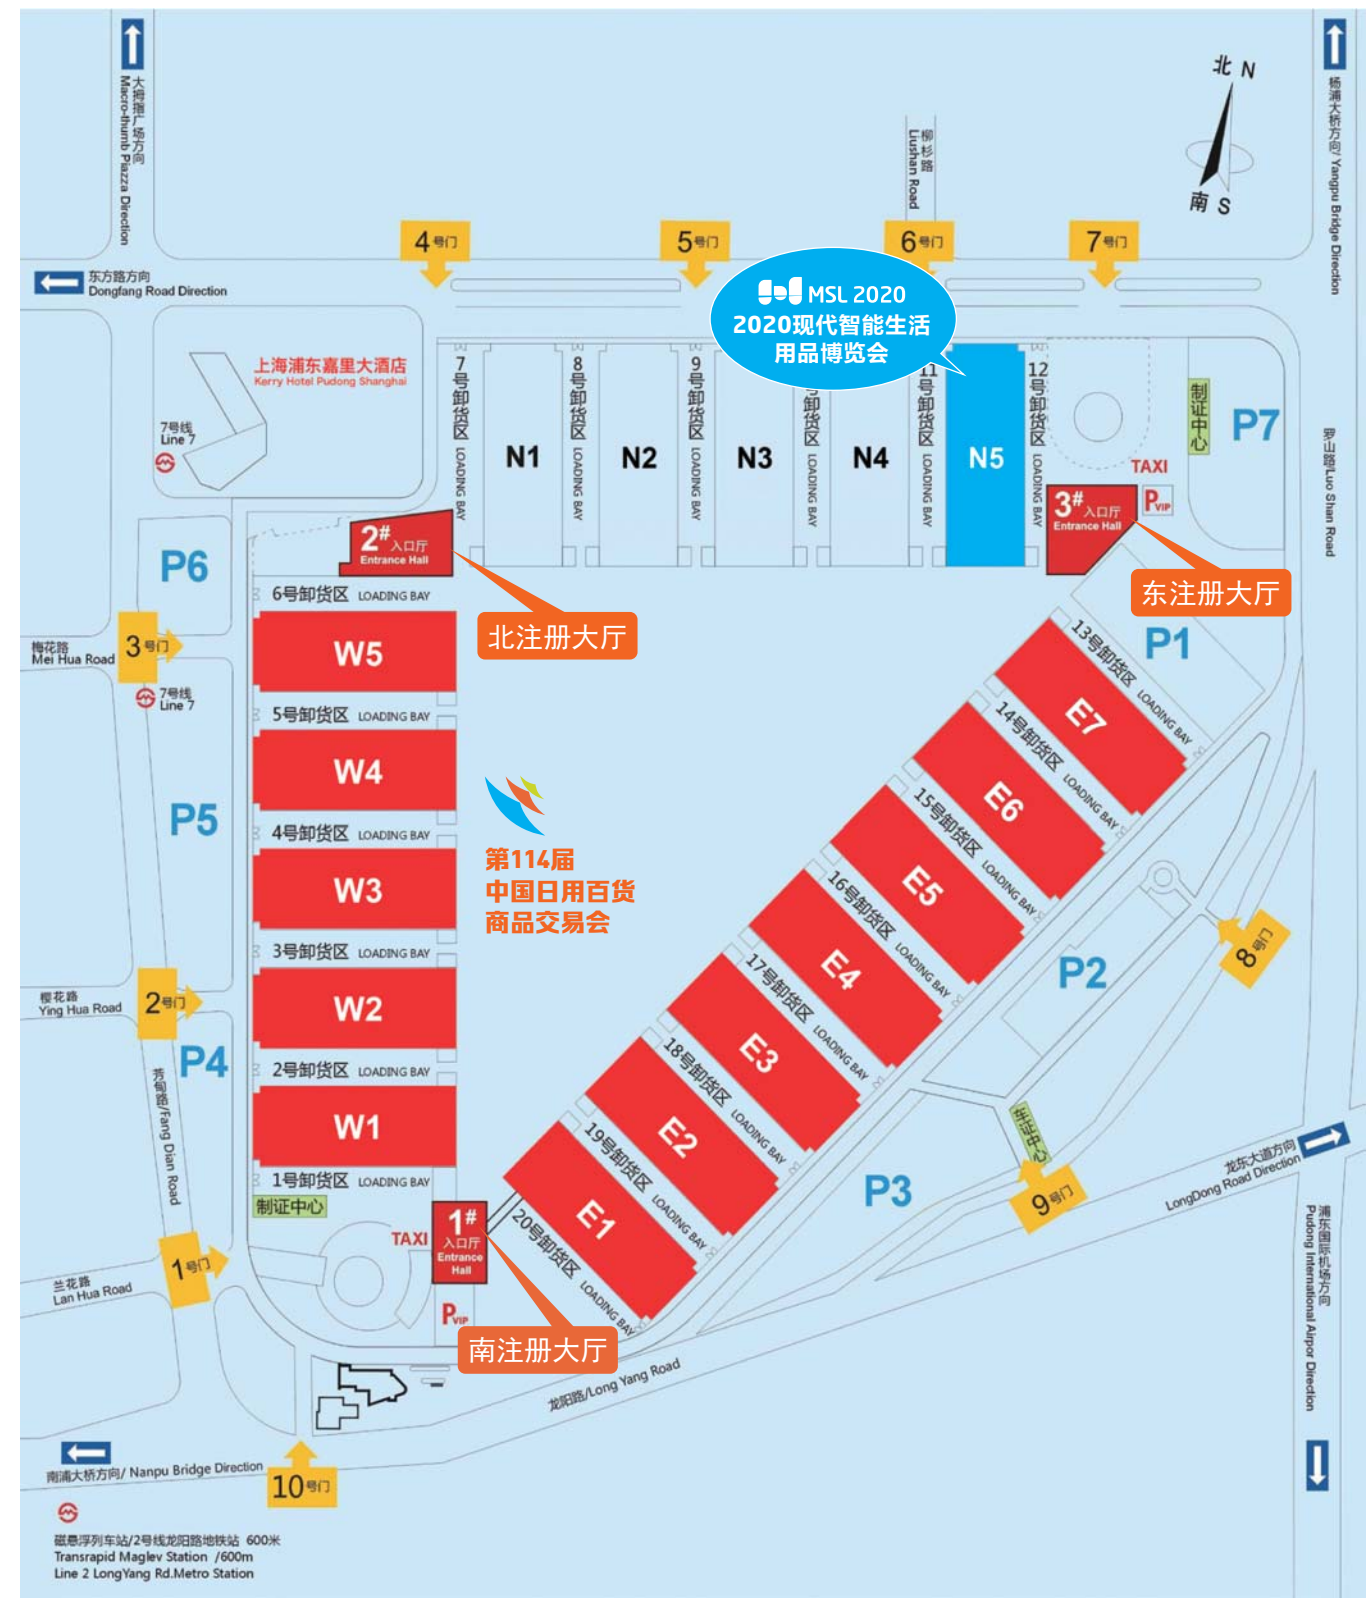 北 N
南 S
大拇指广场方向
Macro-thumb Piazza Direction
杨浦大桥方向/ Yangpu Bridge Direction
柳杉路
Liushan Road
4号门
5号门
6号门
7号门
东方路方向
Dongfang Road Direction
MSL 2020
2020现代智能生活
用品博览会
上海浦东嘉里大酒店
Kerry Hotel Pudong Shanghai
7号线
Line 7
7号卸货区 LOADING BAY
N1
8号卸货区 LOADING BAY
N2
9号卸货区 LOADING BAY
N3
号卸货区 LOADING BAY
N4
11号卸货区 LOADING BAY
N5
12号卸货区 LOADING BAY
制证中心
P7
TAXI
PVIP
罗山路/Luo Shan Road
2#入口厅
Entrance Hall
3#入口厅
Entrance Hall
北注册大厅
东注册大厅
P6
P1
3号门
梅花路
Mei Hua Road
7号线
Line 7
6号卸货区 LOADING BAY
W5
5号卸货区 LOADING BAY
W4
4号卸货区 LOADING BAY
W3
3号卸货区 LOADING BAY
W2
2号卸货区 LOADING BAY
W1
1号卸货区 LOADING BAY
制证中心
P5
第114届
中国日用百货
商品交易会
13号卸货区 LOADING BAY
E7
14号卸货区 LOADING BAY
E6
15号卸货区 LOADING BAY
E5
16号卸货区 LOADING BAY
E4
17号卸货区 LOADING BAY
E3
18号卸货区 LOADING BAY
E2
19号卸货区 LOADING BAY
E1
20号卸货区 LOADING BAY
P2
8号门
2号门
樱花路
Ying Hua Road
P4
芳甸路/Fang Dian Road
车证中心
9号门
P3
龙东大道方向
LongDong Road Direction
浦东国际机场方向
Pudong International Airpor Direction
1号门
兰花路
Lan Hua Road
TAXI
1#
入口厅
Entrance
Hall
PVIP
南注册大厅
龙阳路/Long Yang Road
南浦大桥方向/ Nanpu Bridge Direction
10号门
磁悬浮列车站/2号线龙阳路地铁站 600米
Transrapid Maglev Station /600m
Line 2 LongYang Rd.Metro Station